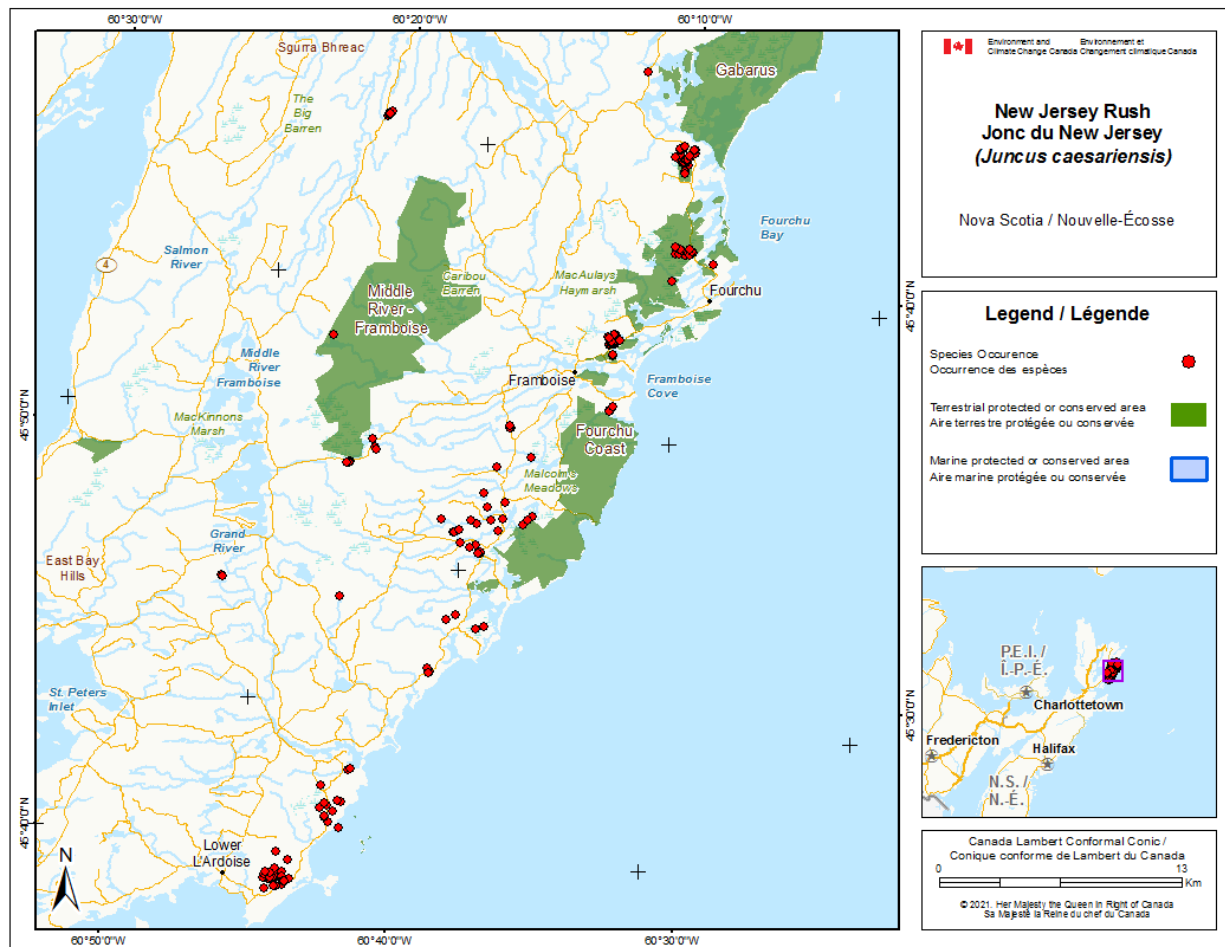 60°30'0"W
60°20'0"W
60°10'0"W
Sgurra Bhreac
The
Big
Barren
Gabarus
Salmon
River
4
Middle
River -
Framboise
Caribou
Barren
MacAulays
Haymarsh
Fourchu
Bay
Fourchu
45°40'0"N
Middle
River
Framboise
MacKinnons
Marsh
Framboise
Framboise
Cove
45°50'0"N
Fourchu
Coast
Malcolm's
Meadows
Grand
River
East Bay
Hills
St. Peters
Inlet
45°30'0"N
45°40'0"N
Lower
L'Ardoise
N
60°50'0"W
60°40'0"W
60°30'0"W
Environment and
Climate Change Canada
Environnement et
Changement climatique Canada
New Jersey Rush
Jonc du New Jersey
(Juncus caesariensis)
Nova Scotia / Nouvelle-Écosse
Legend / Légende
Species Occurence
Occurrence des espèces
Terrestrial protected or conserved area
Aire terrestre protégée ou conservée
Marine protected or conserved area
Aire marine protégée ou conservée
P.E.I. /
Î.-P.-É.
Charlottetown
Fredericton
Halifax
N.S. /
N.-É.
Canada Lambert Conformal Conic /
Conique conforme de Lambert du Canada
0
13
Km
© 2021. Her Majesty the Queen in Right of Canada
Sa Majesté la Reine du chef du Canada